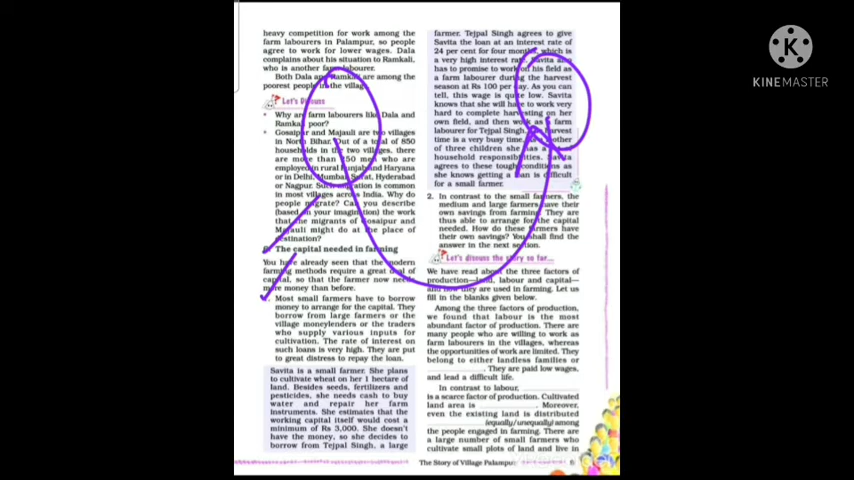 heavy competition for work among the
farm labourers in Palampur, so people
agree to work for lower wages. Dala
complains about his situation to Ramkali,
who is another farm labourer.
Both Dala and Ramkali are among the
poorest people in the village.
Let's Discuss
• Why are farm labourers like Dala and
Ramkali poor?
• Gosaipur and Majauli are two villages
in North Bihar. Out of a total of 850
households in the two villages, there
are more than 250 men who are
employed in rural Punjab and Haryana
or in Delhi, Mumbai, Surat, Hyderabad
or Nagpur. Such migration is common
in most villages across India. Why do
people migrate? Can you describe
(based on your imagination) the work
that the migrants of Gosaipur and
Majauli might do at the place of
destination?
The capital needed in farming
You have already seen that the modern
farming methods require a great deal of
capital, so that the farmer now needs
more money than before.
Most small farmers have to borrow
money to arrange for the capital. They
borrow from large farmers or the
village moneylenders or the traders
who supply various inputs for
cultivation. The rate of interest on
such loans is very high. They are put
to great distress to repay the loan.
Savita is a small farmer. She plans
to cultivate wheat on her 1 hectare of
land. Besides seeds, fertilizers and
pesticides, she needs cash to buy
water and repair her farm
instruments. She estimates that the
working capital itself would cost a
minimum of Rs 3,000. She doesn't
have the money, so she decides to
borrow from Tejpal Singh, a large
farmer. Tejpal Singh agrees to give
Savita the loan at an interest rate of
24 per cent for four months, which is
a very high interest rate. Savita also
has to promise to work on his field as
a farm labourer during the harvest
season at Rs 100 per day. As you can
tell, this wage is quite low. Savita
knows that she will have to work very
hard to complete harvesting on her
own field, and then work as a farm
labourer for Tejpal Singh. The harvest
time is a very busy time. As a mother
of three children she has a lot of
household responsibilities. Savita
agrees to these tough conditions as
she knows getting a loan is difficult
for a small farmer.
2. In contrast to the small farmers, the
medium and large farmers have their
own savings from farming. They are
thus able to arrange for the capital
needed. How do these farmers have
their own savings? You shall find the
answer in the next section.
Let's discuss the story so far...
We have read about the three factors of
production—land, labour and capital—
and how they are used in farming. Let us
fill in the blanks given below.
Among the three factors of production,
we found that labour is the most
abundant factor of production. There are
many people who are willing to work as
farm labourers in the villages, whereas
the opportunities of work are limited. They
belong to either landless families or
____________. They are paid low wages,
and lead a difficult life.
In contrast to labour, ____________
is a scarce factor of production. Cultivated
land area is ____________. Moreover,
even the existing land is distributed
____________ (equally/unequally) among
the people engaged in farming. There are
a large number of small farmers who
cultivate small plots of land and live in
The Story of Village Palampur
K
KINEMASTER